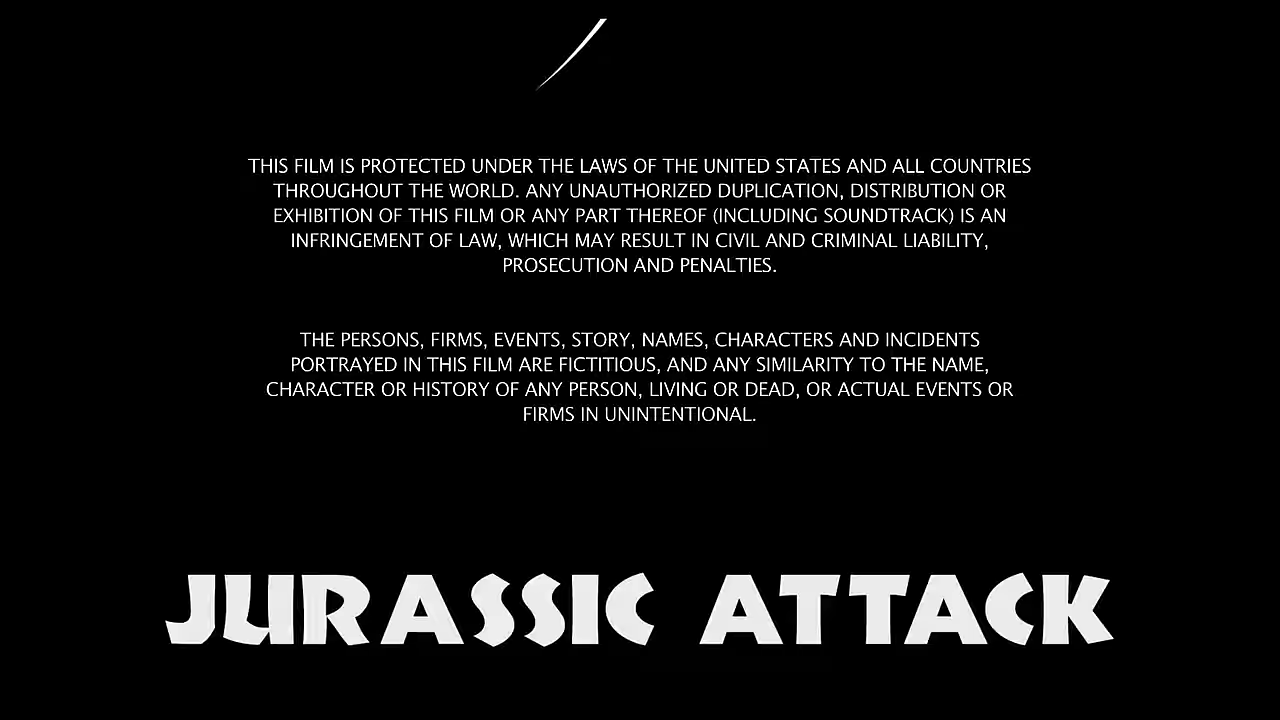 THIS FILM IS PROTECTED UNDER THE LAWS OF THE UNITED STATES AND ALL COUNTRIES
THROUGHOUT THE WORLD. ANY UNAUTHORIZED DUPLICATION, DISTRIBUTION OR
EXHIBITION OF THIS FILM OR ANY PART THEREOF (INCLUDING SOUNDTRACK) IS AN
INFRINGEMENT OF LAW, WHICH MAY RESULT IN CIVIL AND CRIMINAL LIABILITY,
PROSECUTION AND PENALTIES.
THE PERSONS, FIRMS, EVENTS, STORY, NAMES, CHARACTERS AND INCIDENTS
PORTRAYED IN THIS FILM ARE FICTITIOUS, AND ANY SIMILARITY TO THE NAME,
CHARACTER OR HISTORY OF ANY PERSON, LIVING OR DEAD, OR ACTUAL EVENTS OR
FIRMS IN UNINTENTIONAL.
JURASSIC ATTACK